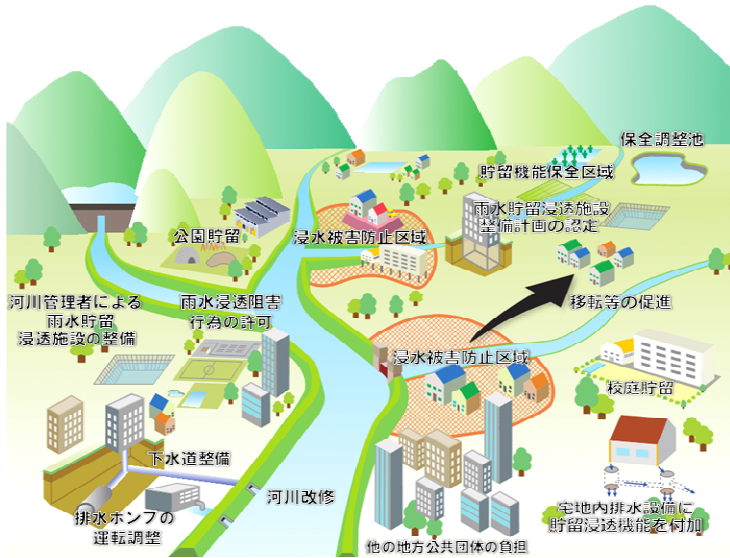 保全調整池
貯留機能保全区域
雨水貯留浸透施設
整備計画の認定
公園貯留
浸水被害防止区域
河川管理者による
雨水貯留
浸透施設の整備
雨水浸透阻害
行為の許可
移転等の促進
浸水被害防止区域
校庭貯留
下水道整備
河川改修
排水ポンプの
運転調整
宅地内排水設備に
貯留浸透機能を付加
他の地方公共団体の負担